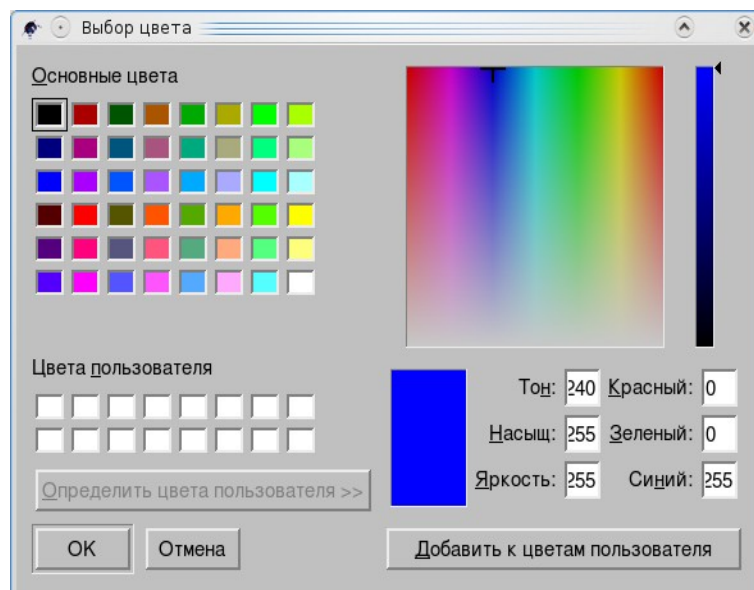 Выбор цвета
Основные цвета
Цвета пользователя
Определить цвета пользователя >>
OK
Отмена
Тон: 240 Красный: 0
Насыщ: 255 Зеленый: 0
Яркость: 255 Синий: 255
Добавить к цветам пользователя